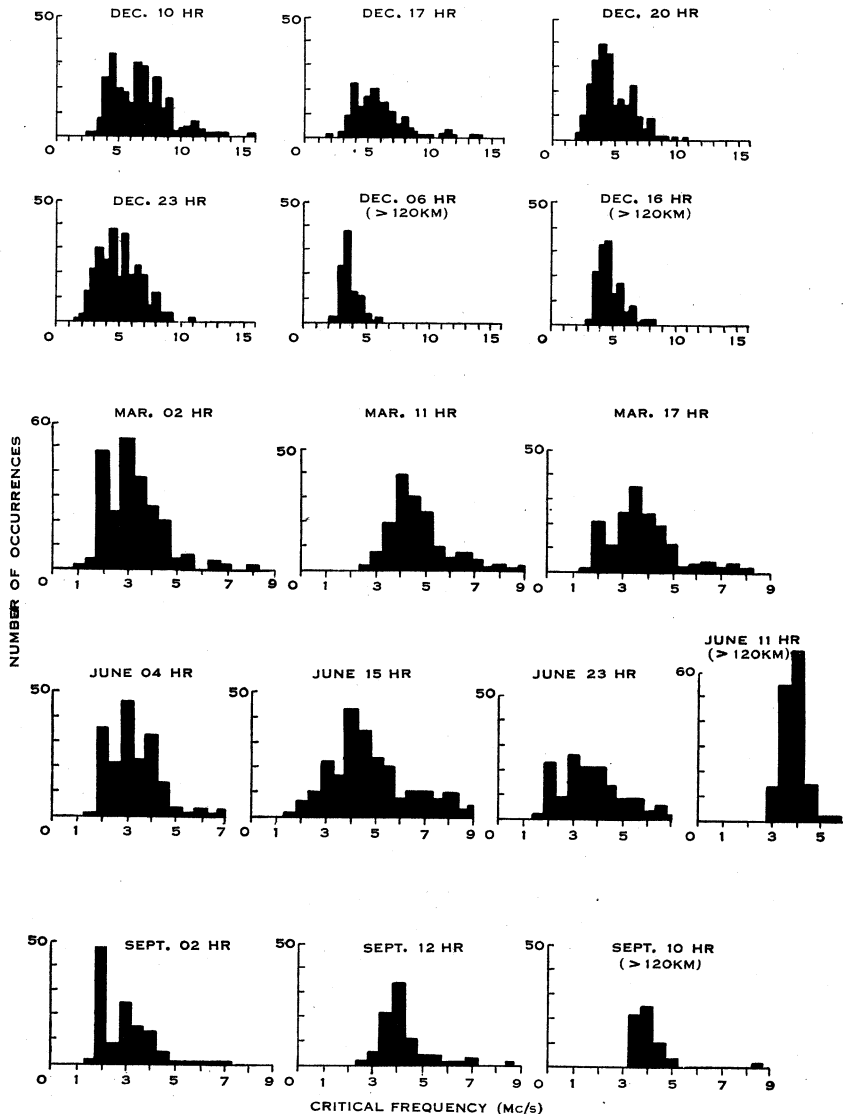 DEC. 10 HR
50
0 5 10 15
DEC. 17 HR
50
0 5 10 15
DEC. 20 HR
50
0 5 10 15
DEC. 23 HR
50
0 5 10 15
DEC. 06 HR
(> 120KM)
50
0 5 10 15
DEC. 16 HR
(> 120KM)
50
0 5 10 15
NUMBER OF OCCURRENCES
MAR. 02 HR
60
0 1 3 5 7 9
MAR. 11 HR
50
0 1 3 5 7 9
MAR. 17 HR
50
0 1 3 5 7 9
JUNE 04 HR
50
0 1 3 5 7
JUNE 15 HR
50
0 1 3 5 7 9
JUNE 23 HR
50
0 1 3 5 7
JUNE 11 HR
(> 120KM)
60
0 1 3 5
SEPT. 02 HR
50
0 1 3 5 7 9
SEPT. 12 HR
50
0 1 3 5 7 9
SEPT. 10 HR
(> 120KM)
50
0 1 3 5 7 9
CRITICAL FREQUENCY (Mc/s)